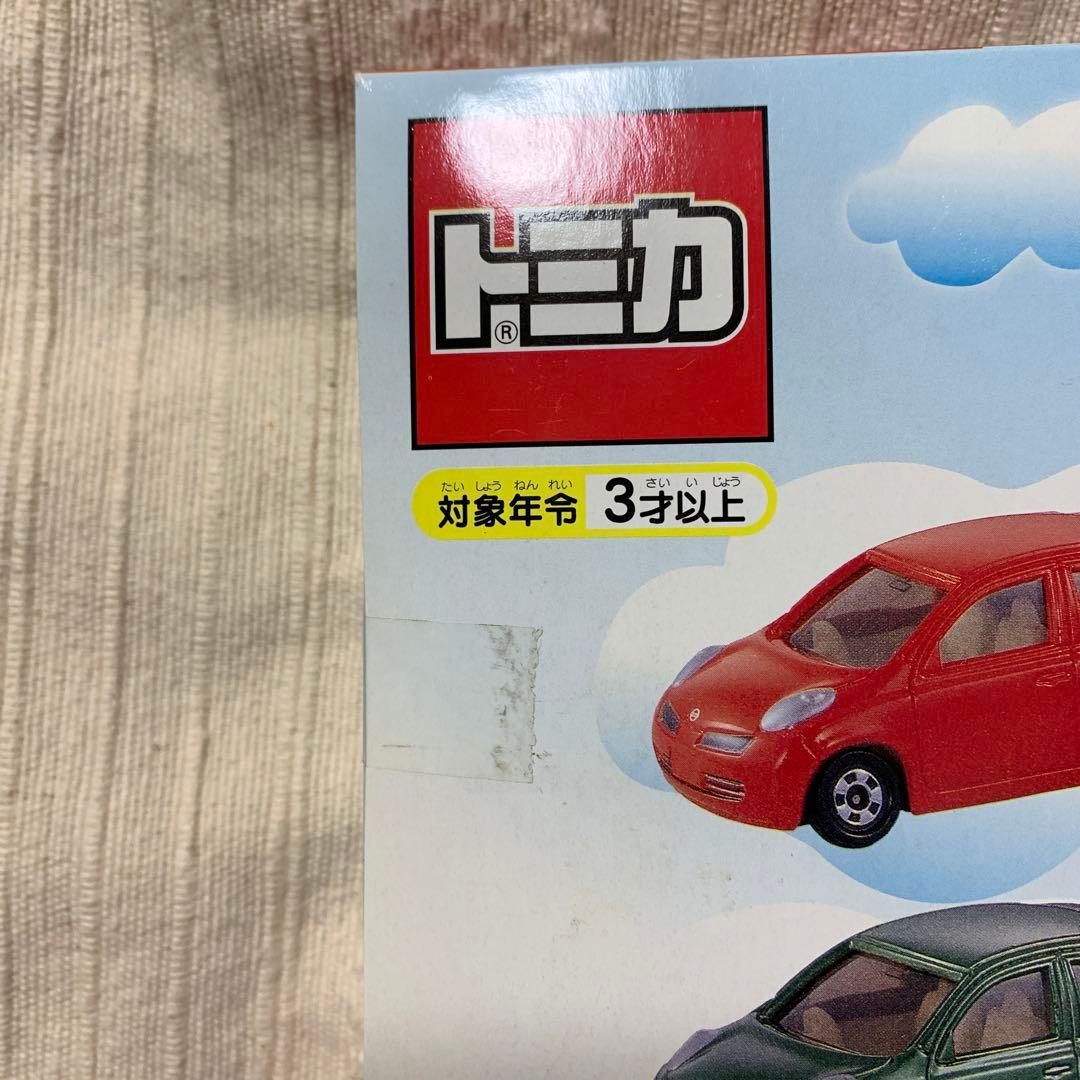 トミカ®
たいしょうねんれい さいいじょう
対象年令 3才以上